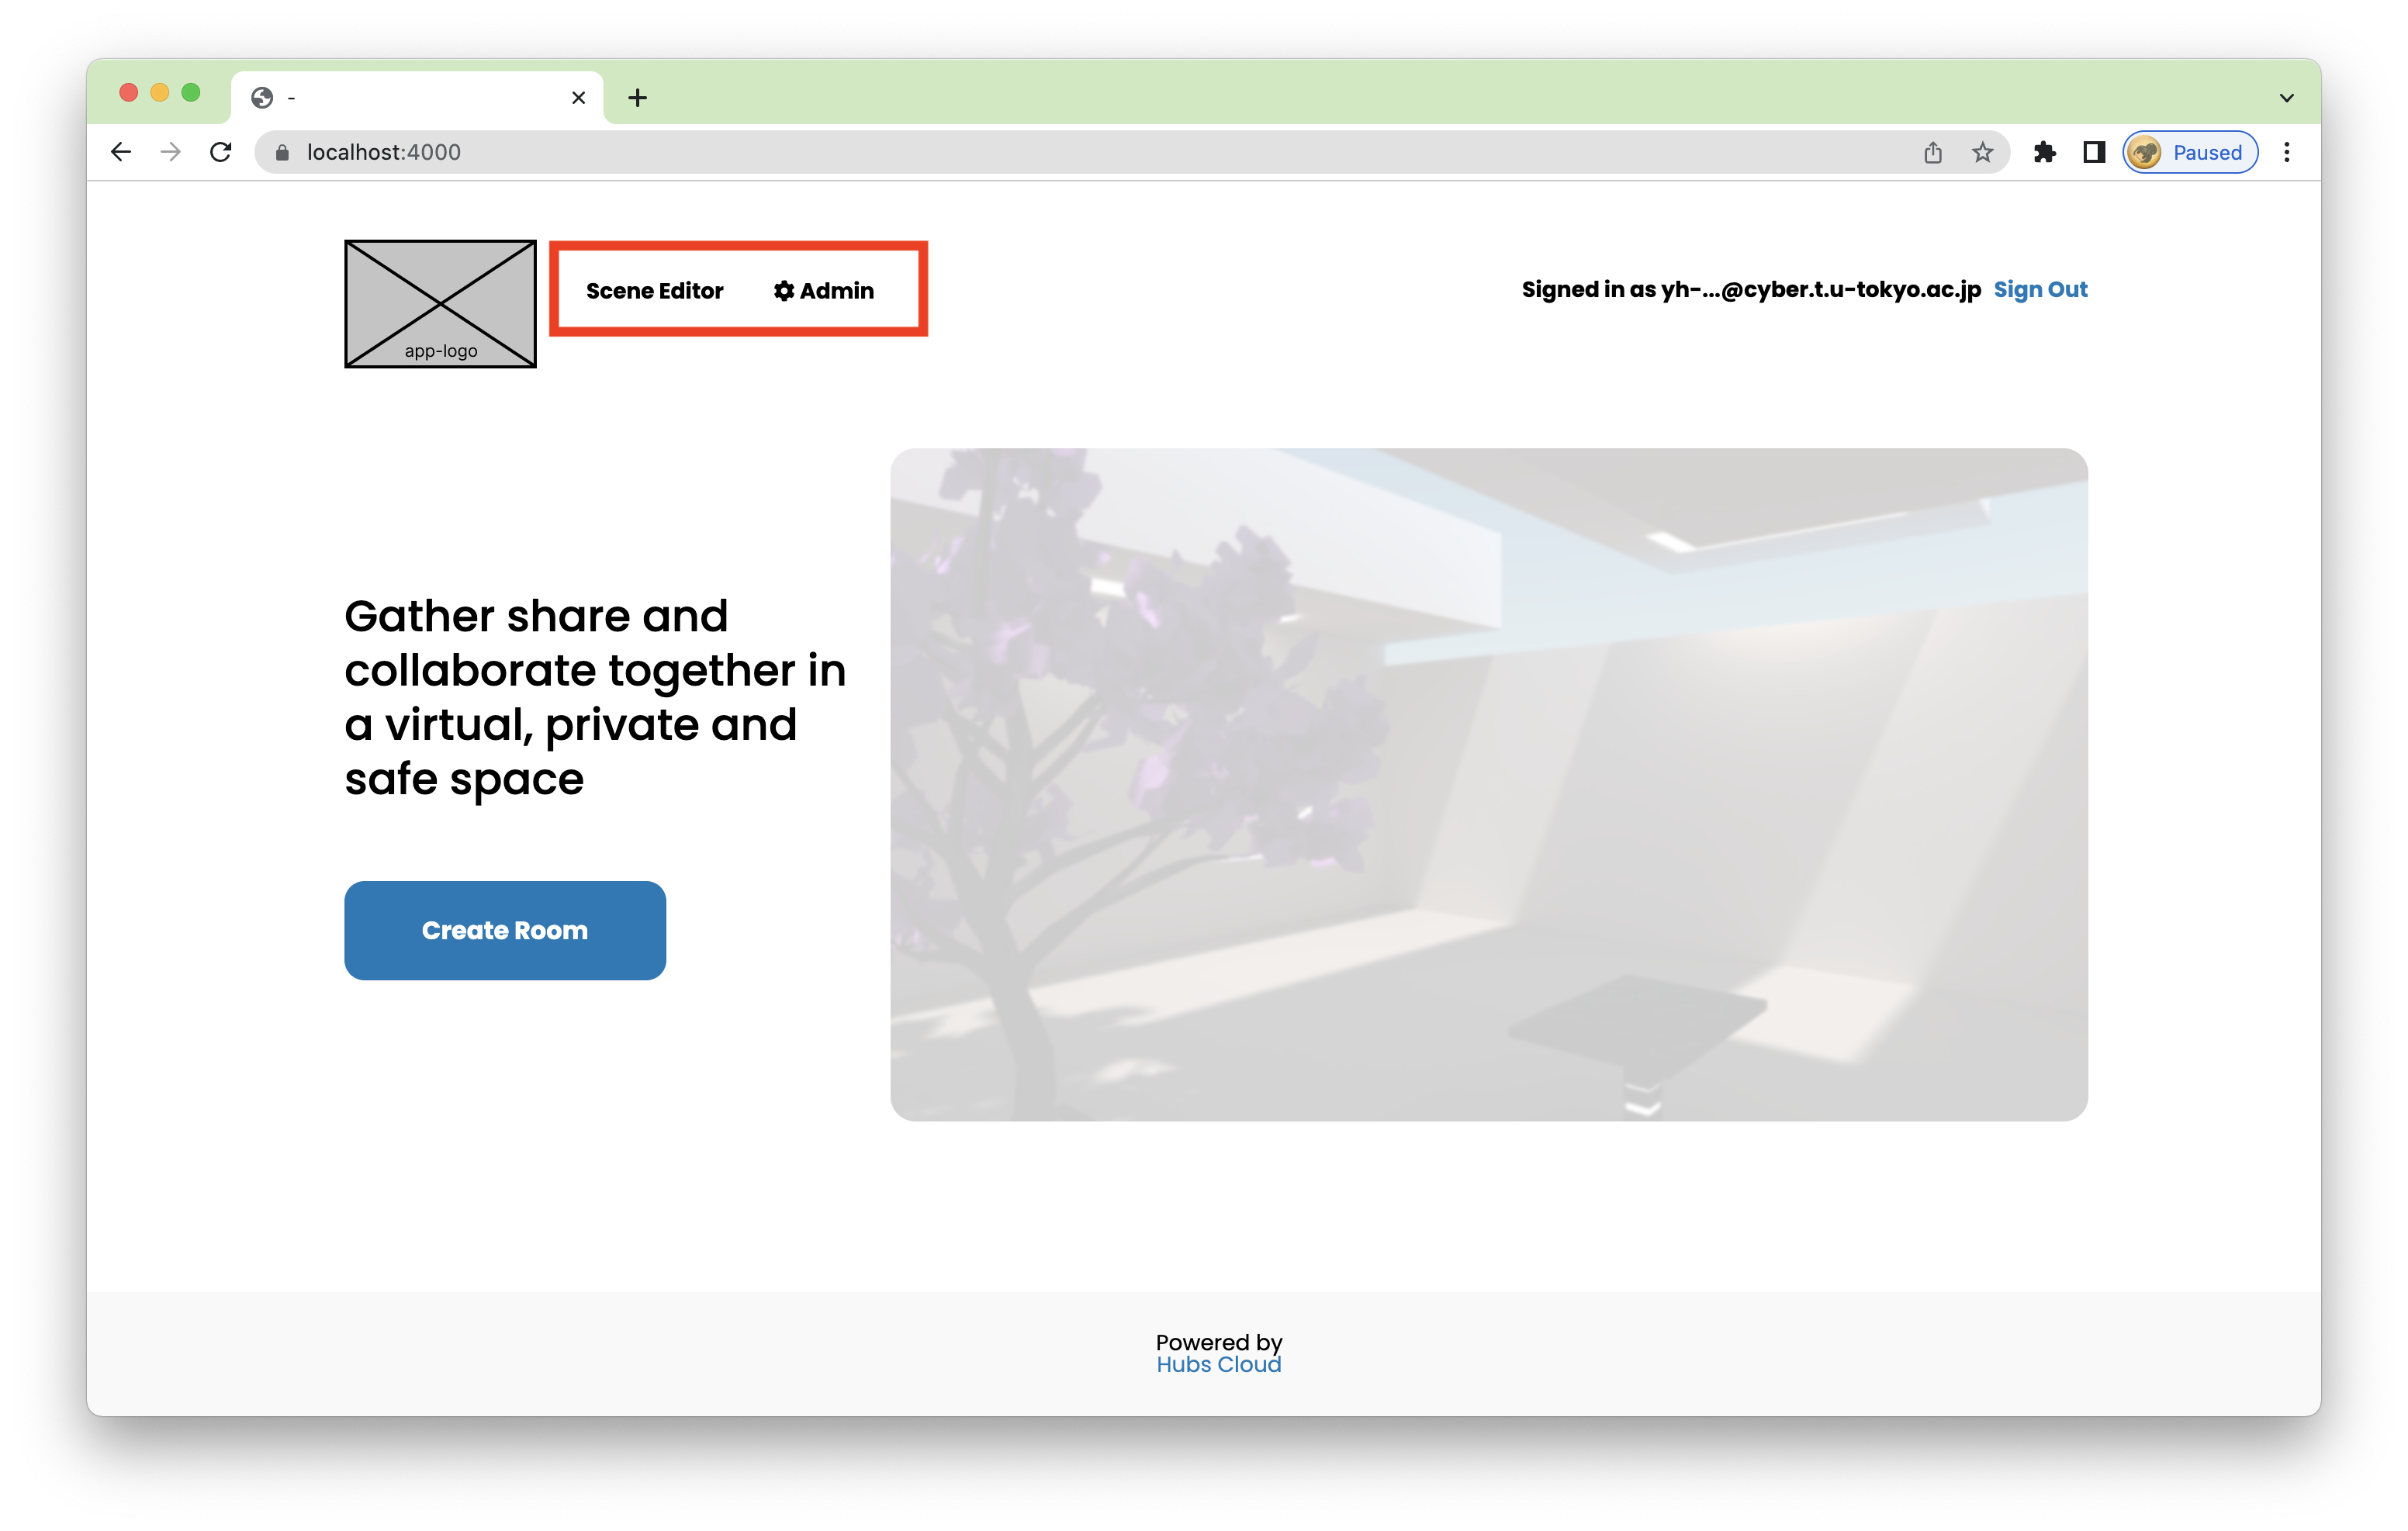 -
localhost:4000
Paused
app-logo
Scene Editor
Admin
Signed in as yh-...@cyber.t.u-tokyo.ac.jp Sign Out
Gather share and
collaborate together in
a virtual, private and
safe space
Create Room
Powered by
Hubs Cloud